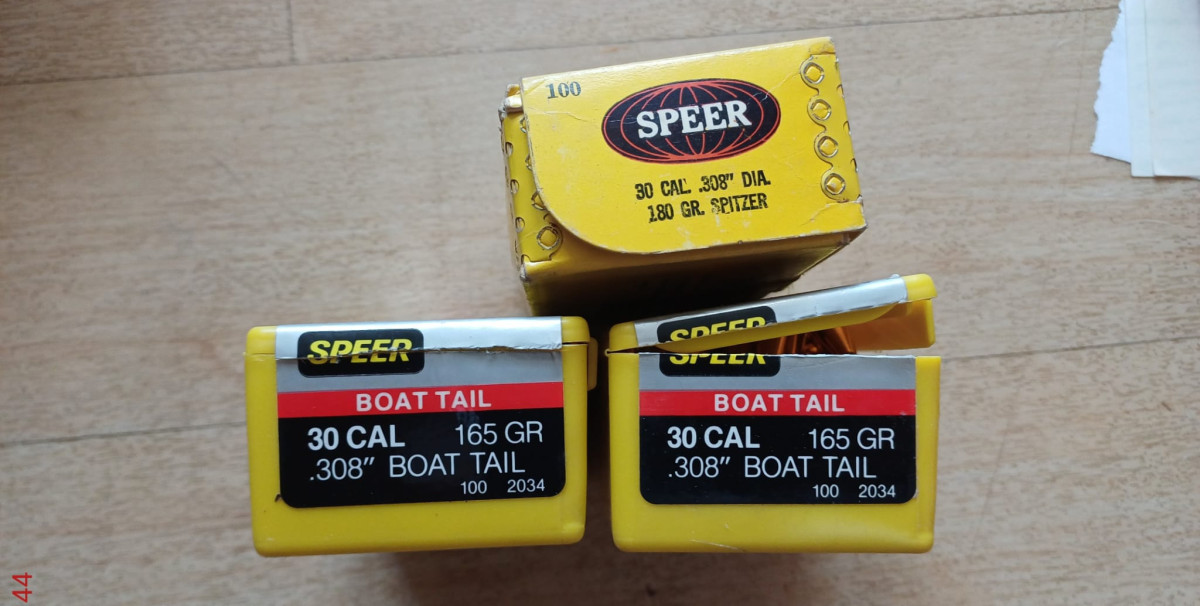 100
SPEER
30 CAL. .308" DIA.
180 GR. SPITZER
SPEER
BOAT TAIL
30 CAL 165 GR
.308" BOAT TAIL
100 2034
SPEER
SPEER
BOAT TAIL
30 CAL 165 GR
.308" BOAT TAIL
100 2034
44